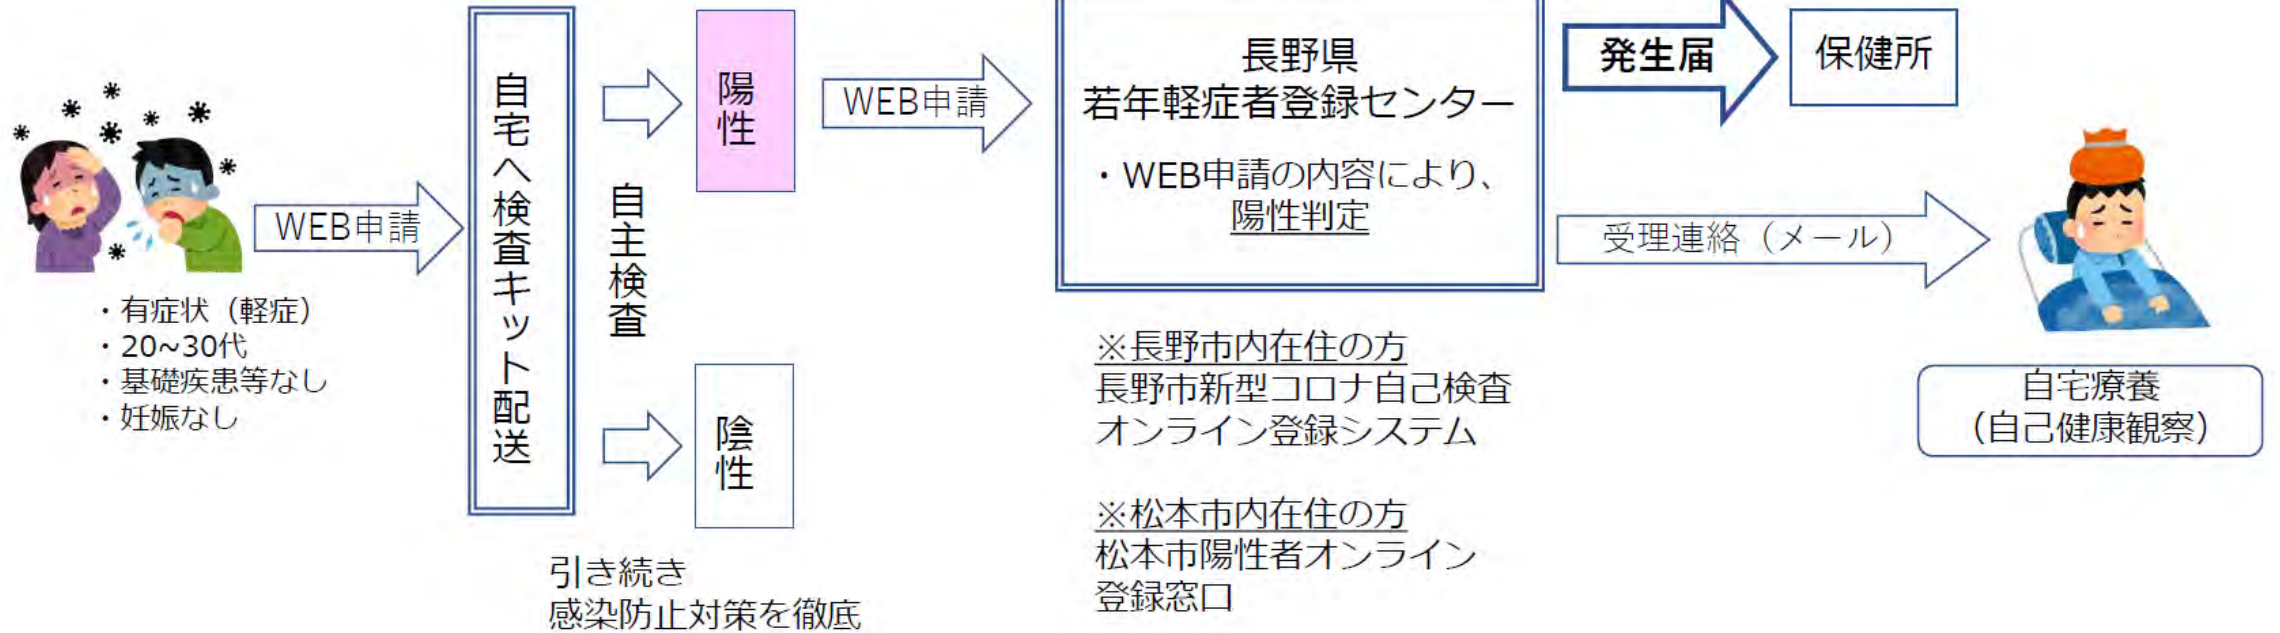 WEB申請
・有症状（軽症）
・20~30代
・基礎疾患等なし
・妊娠なし
自宅へ検査キット配送
自主検査
陽性
陰性
引き続き
感染防止対策を徹底
WEB申請
長野県
若年軽症者登録センター
・WEB申請の内容により、
陽性判定
※長野市内在住の方
長野市新型コロナ自己検査
オンライン登録システム
※松本市内在住の方
松本市陽性者オンライン
登録窓口
発生届
保健所
受理連絡（メール）
自宅療養
（自己健康観察）